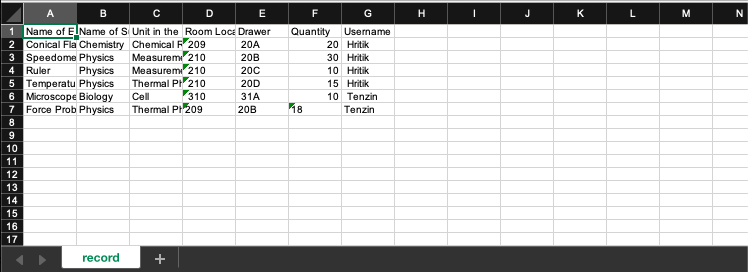 A B C D E F G H I J K L M N
1 Name of E Name of S Unit in the Room Loca Drawer Quantity Username
2 Conical Fla Chemistry Chemical R 209 20A 20 Hritik
3 Speedome Physics Measurem 210 20B 30 Hritik
4 Ruler Physics Measurem 210 20C 10 Hritik
5 Temperatu Physics Thermal Ph 210 20D 15 Hritik
6 Microscope Biology Cell 310 31A 10 Tenzin
7 Force Prob Physics Thermal Ph 209 20B 18 Tenzin
8
9
10
11
12
13
14
15
16
17
record +